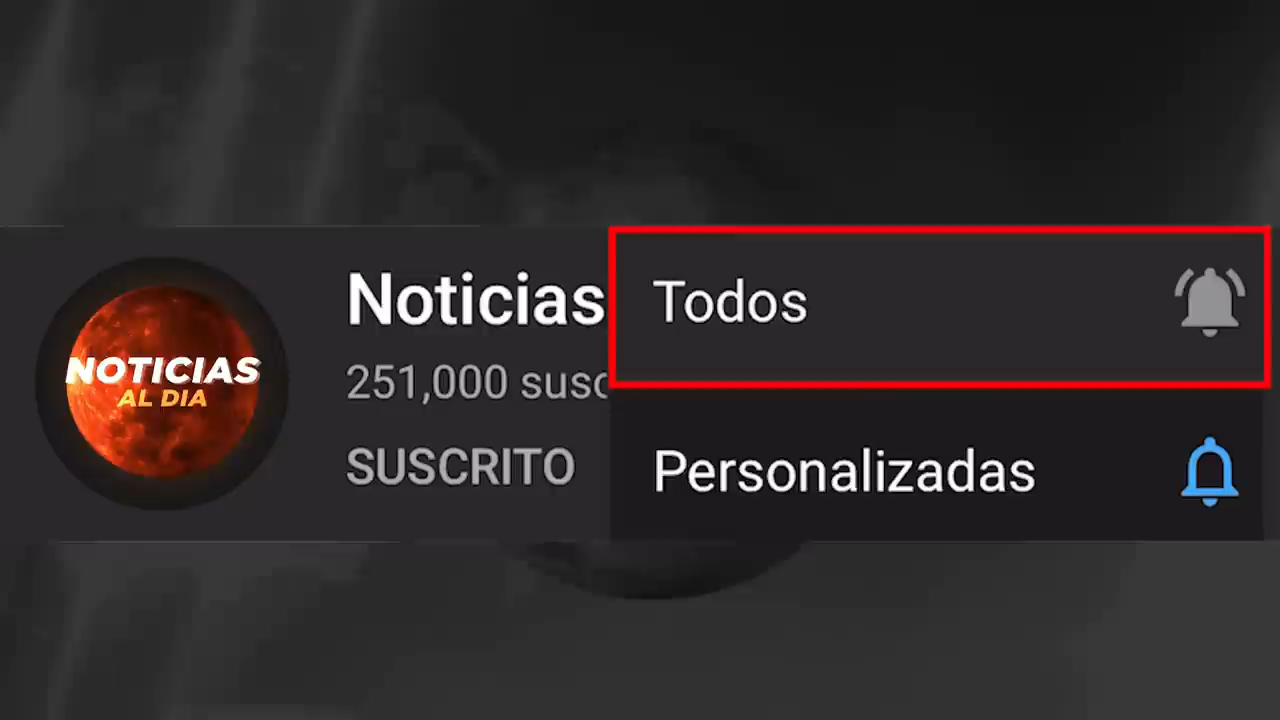 NOTICIAS
AL DIA
Noticias
251,000 susc
SUSCRITO
Todos
Personalizadas